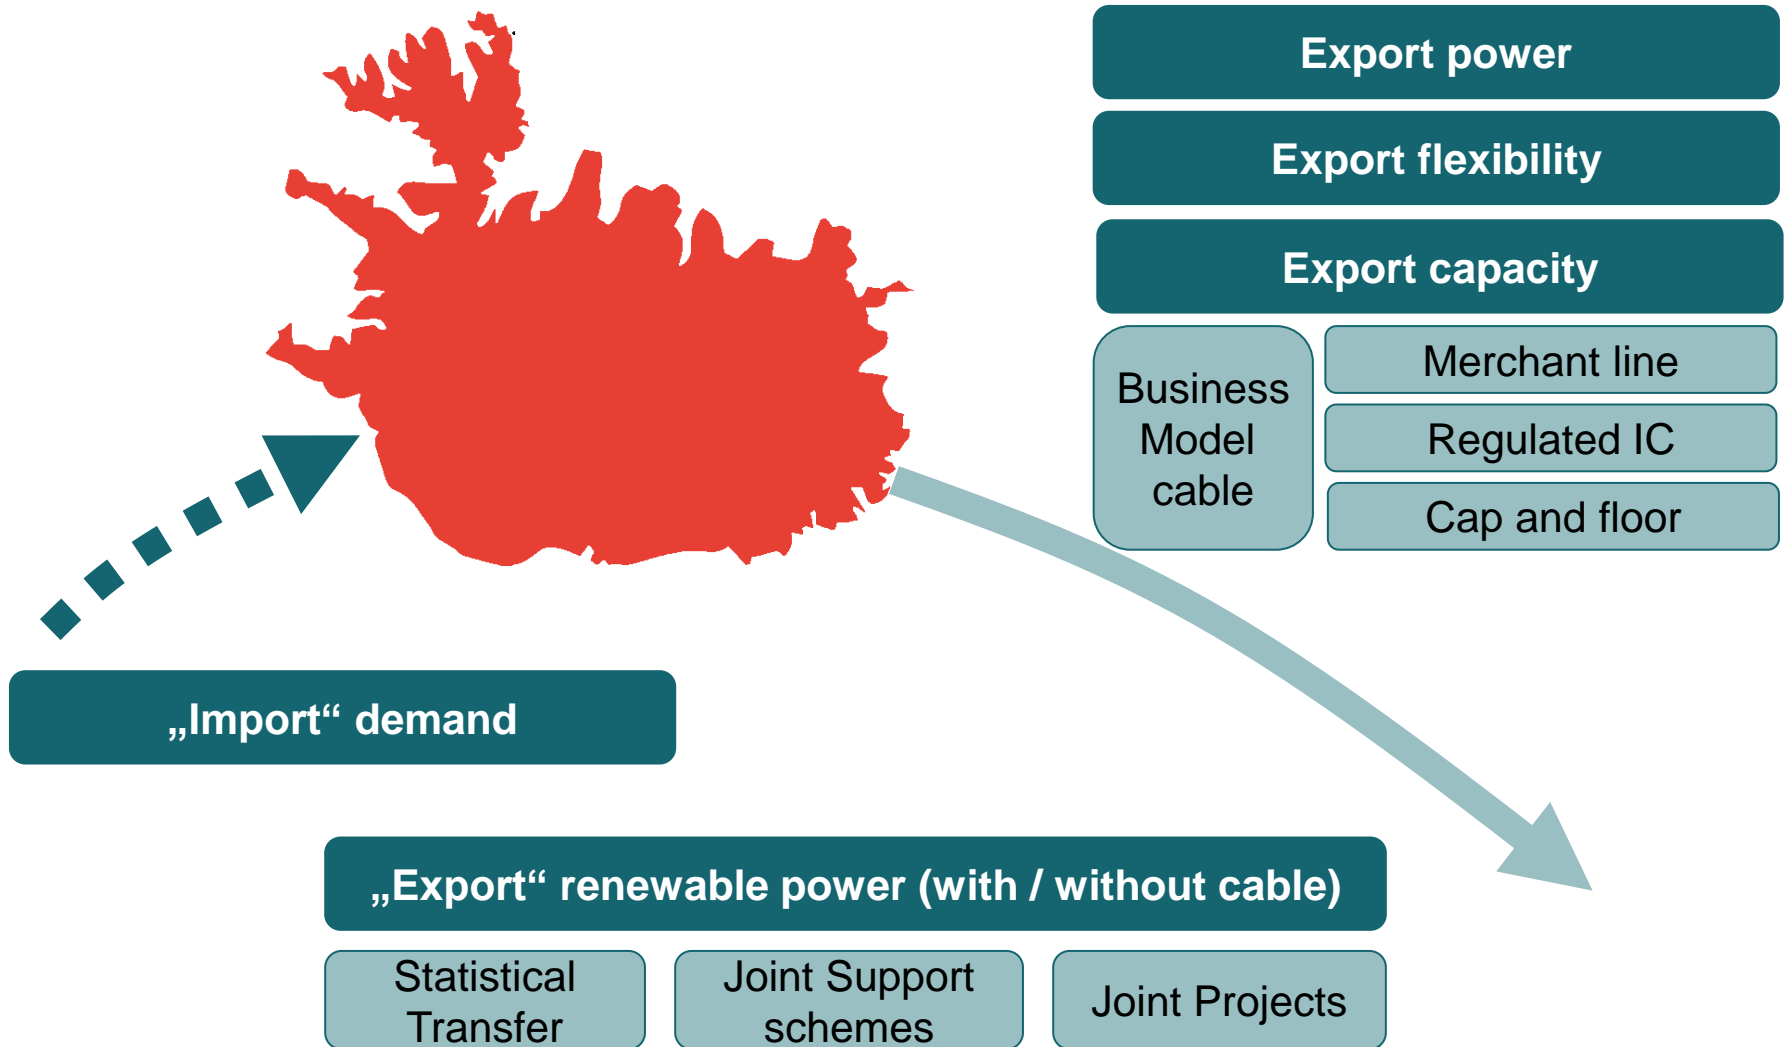 Export power
Export flexibility
Export capacity
Business
Model
cable
Merchant line
Regulated IC
Cap and floor
„Import“ demand
„Export“ renewable power (with / without cable)
Statistical
Transfer
Joint Support
schemes
Joint Projects